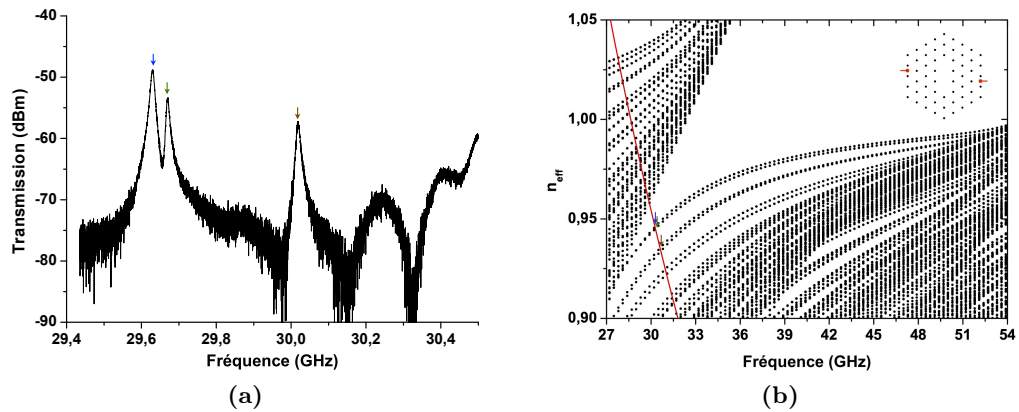 -40
-50
-60
-70
-80
-90
Transmission (dBm)
29,4 29,6 29,8 30,0 30,2 30,4
Fréquence (GHz)
(a)
1,05
1,00
0,95
0,90
n_eff
27 30 33 36 39 42 45 48 51 54
Fréquence (GHz)
(b)